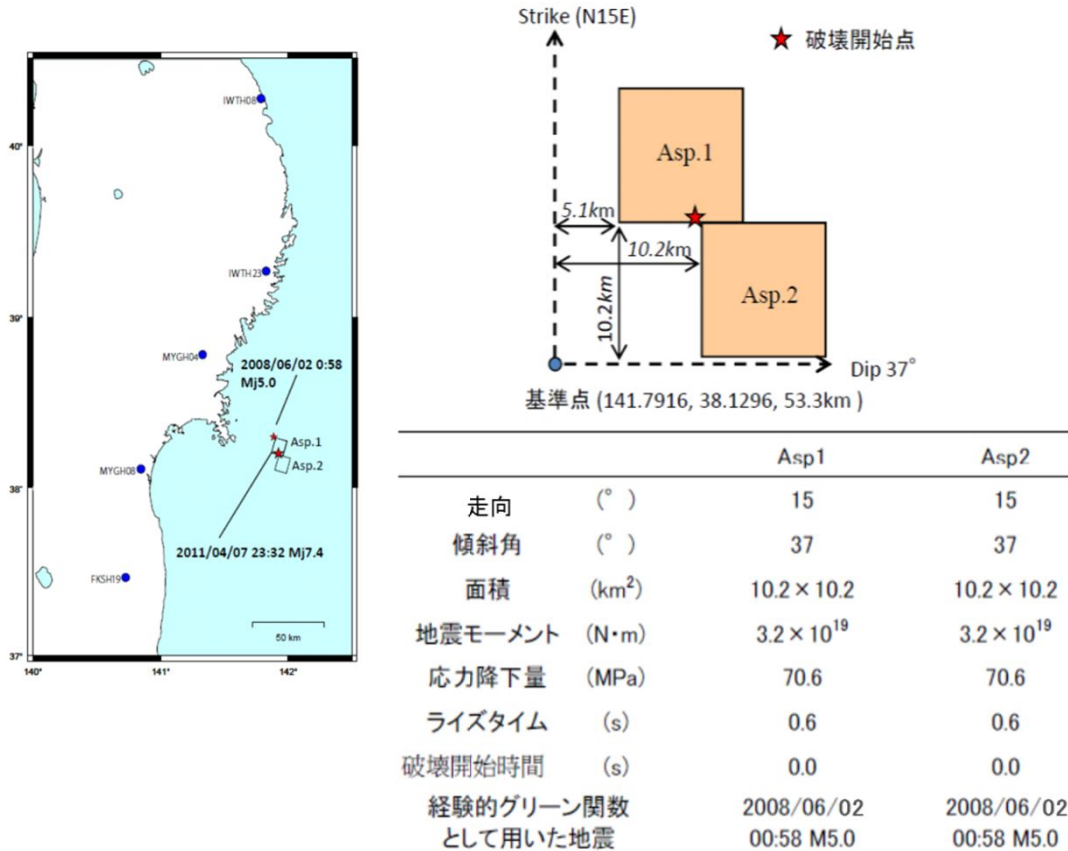 IWTH08
40°
IWTH23
39°
MYGH04
2008/06/02 0:58
Mj5.0
Asp.1
Asp.2
MYGH08
38°
2011/04/07 23:32 Mj7.4
FKSH19
50 km
37°
140°
141°
142°
Strike (N15E)
破壊開始点
Asp.1
5.1km
10.2km
10.2km
Asp.2
Dip 37°
基準点 (141.7916, 38.1296, 53.3km )
Asp1 Asp2
走向 (°) 15 15
傾斜角 (°) 37 37
面積 (km²) 10.2×10.2 10.2×10.2
地震モーメント (N・m) 3.2×10¹⁹ 3.2×10¹⁹
応力降下量 (MPa) 70.6 70.6
ライズタイム (s) 0.6 0.6
破壊開始時間 (s) 0.0 0.0
経験的グリーン関数 2008/06/02 2008/06/02
として用いた地震 00:58 M5.0 00:58 M5.0